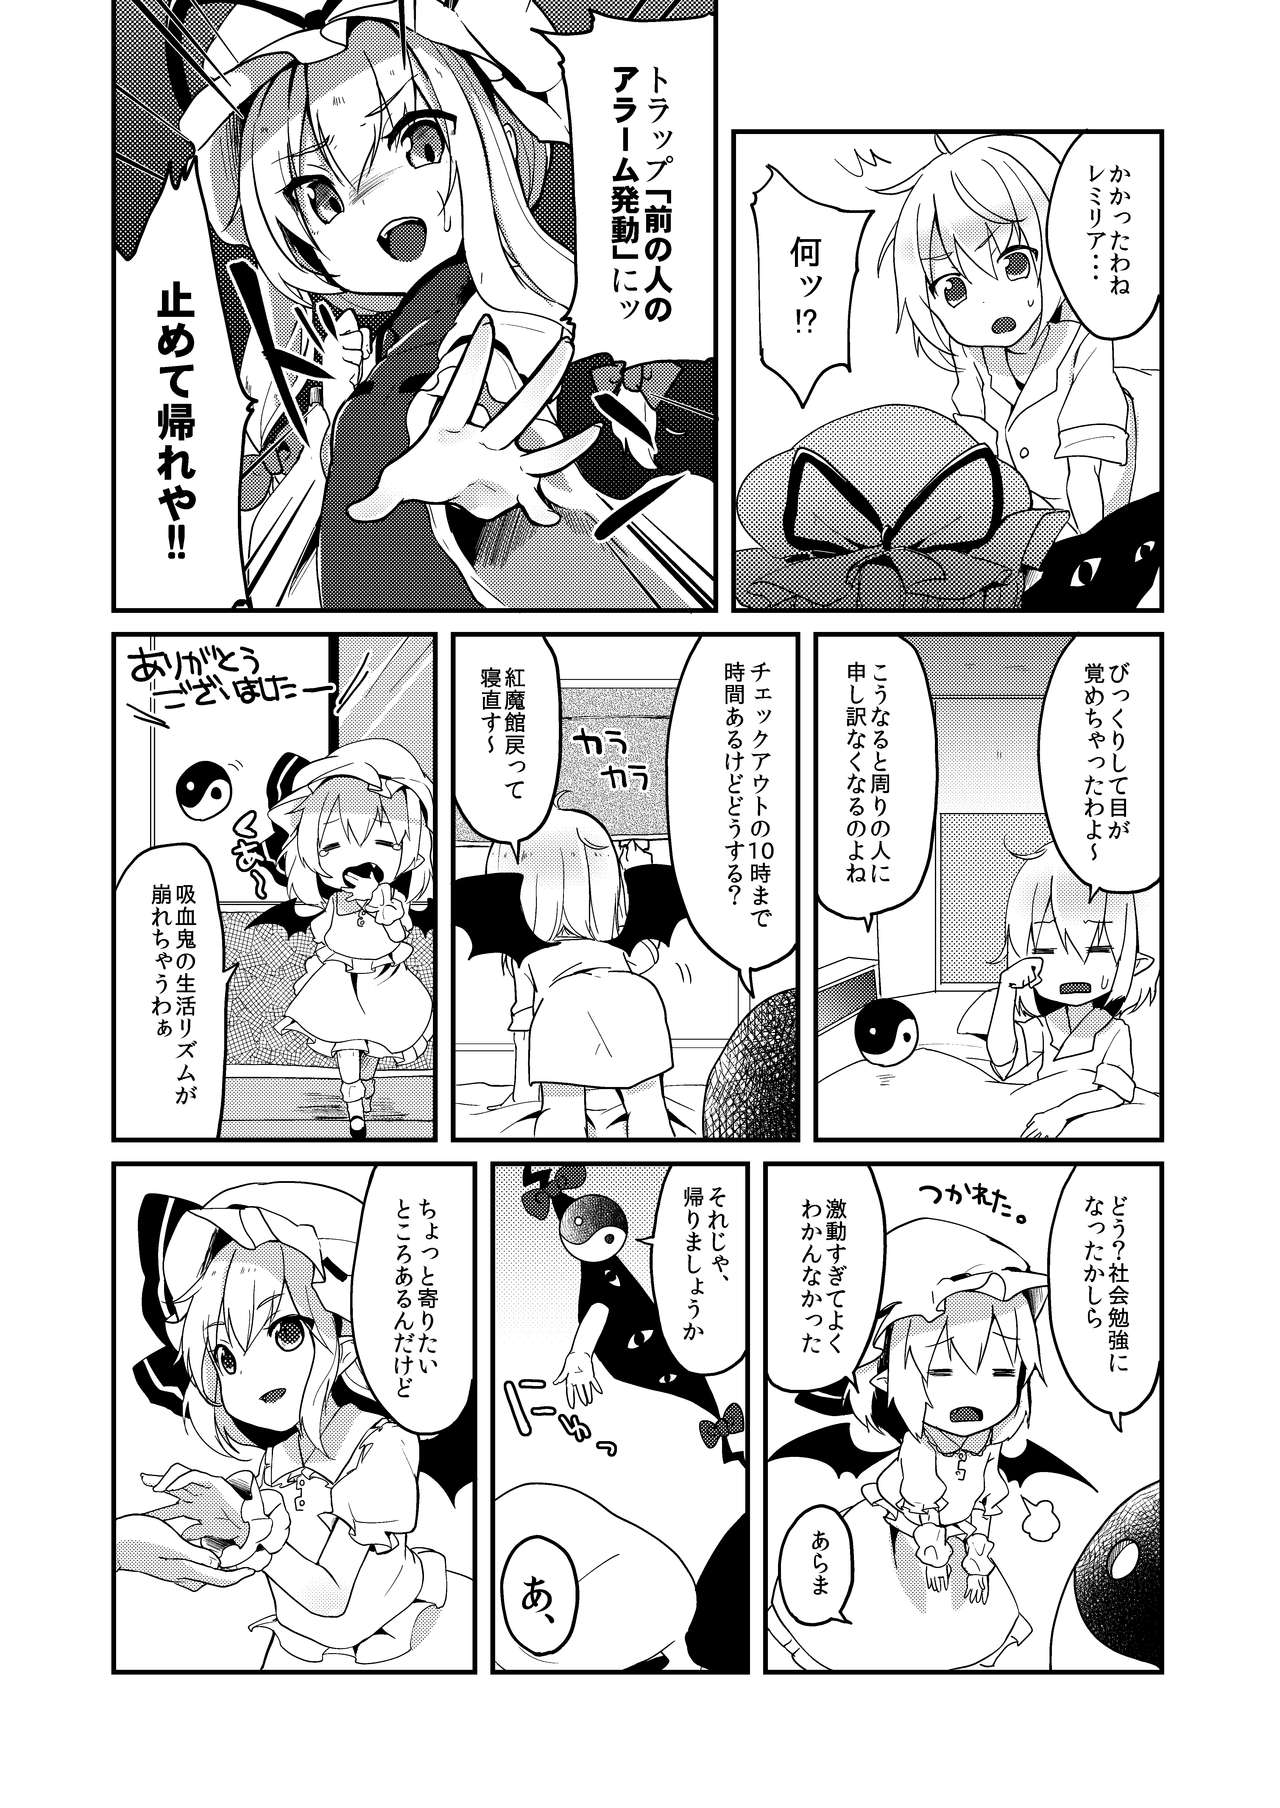 かかったわね
レミリア・・・
何ッ!?
トラップ「前の人の
アラーム発動」にッ
止めて帰れや!!
びっくりして目が
覚めちゃったわよ～
こうなると周りの人に
申し訳なくなるのよね
チェックアウトの10時まで
時間あるけどどうする?
カラ
カラ
紅魔館戻って
寝直す～
ありがとう
ございましたー
くあ～
吸血鬼の生活リズムが
崩れちゃうわぁ
どう?社会勉強に
なったかしら
つかれた。
激動すぎてよく
わかんなかった
あらま
それじゃ、
帰りましょうか
にゅっ
あ、
ちょっと寄りたい
ところあるんだけど